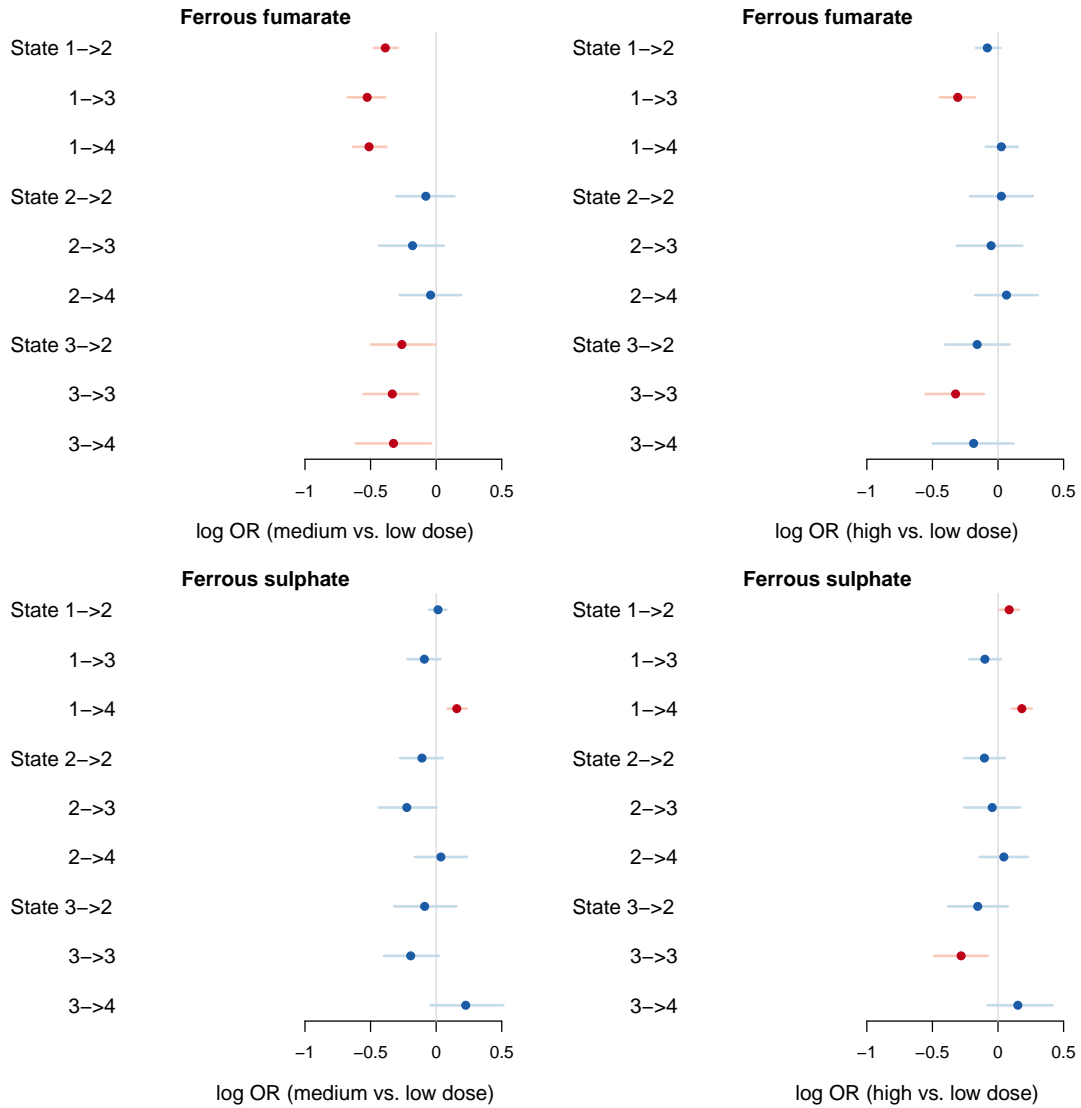 Ferrous fumarate
State 1−>2
1−>3
1−>4
State 2−>2
2−>3
2−>4
State 3−>2
3−>3
3−>4
−1 −0.5 0 0.5
log OR (medium vs. low dose)
Ferrous fumarate
State 1−>2
1−>3
1−>4
State 2−>2
2−>3
2−>4
State 3−>2
3−>3
3−>4
−1 −0.5 0 0.5
log OR (high vs. low dose)
Ferrous sulphate
State 1−>2
1−>3
1−>4
State 2−>2
2−>3
2−>4
State 3−>2
3−>3
3−>4
−1 −0.5 0 0.5
log OR (medium vs. low dose)
Ferrous sulphate
State 1−>2
1−>3
1−>4
State 2−>2
2−>3
2−>4
State 3−>2
3−>3
3−>4
−1 −0.5 0 0.5
log OR (high vs. low dose)